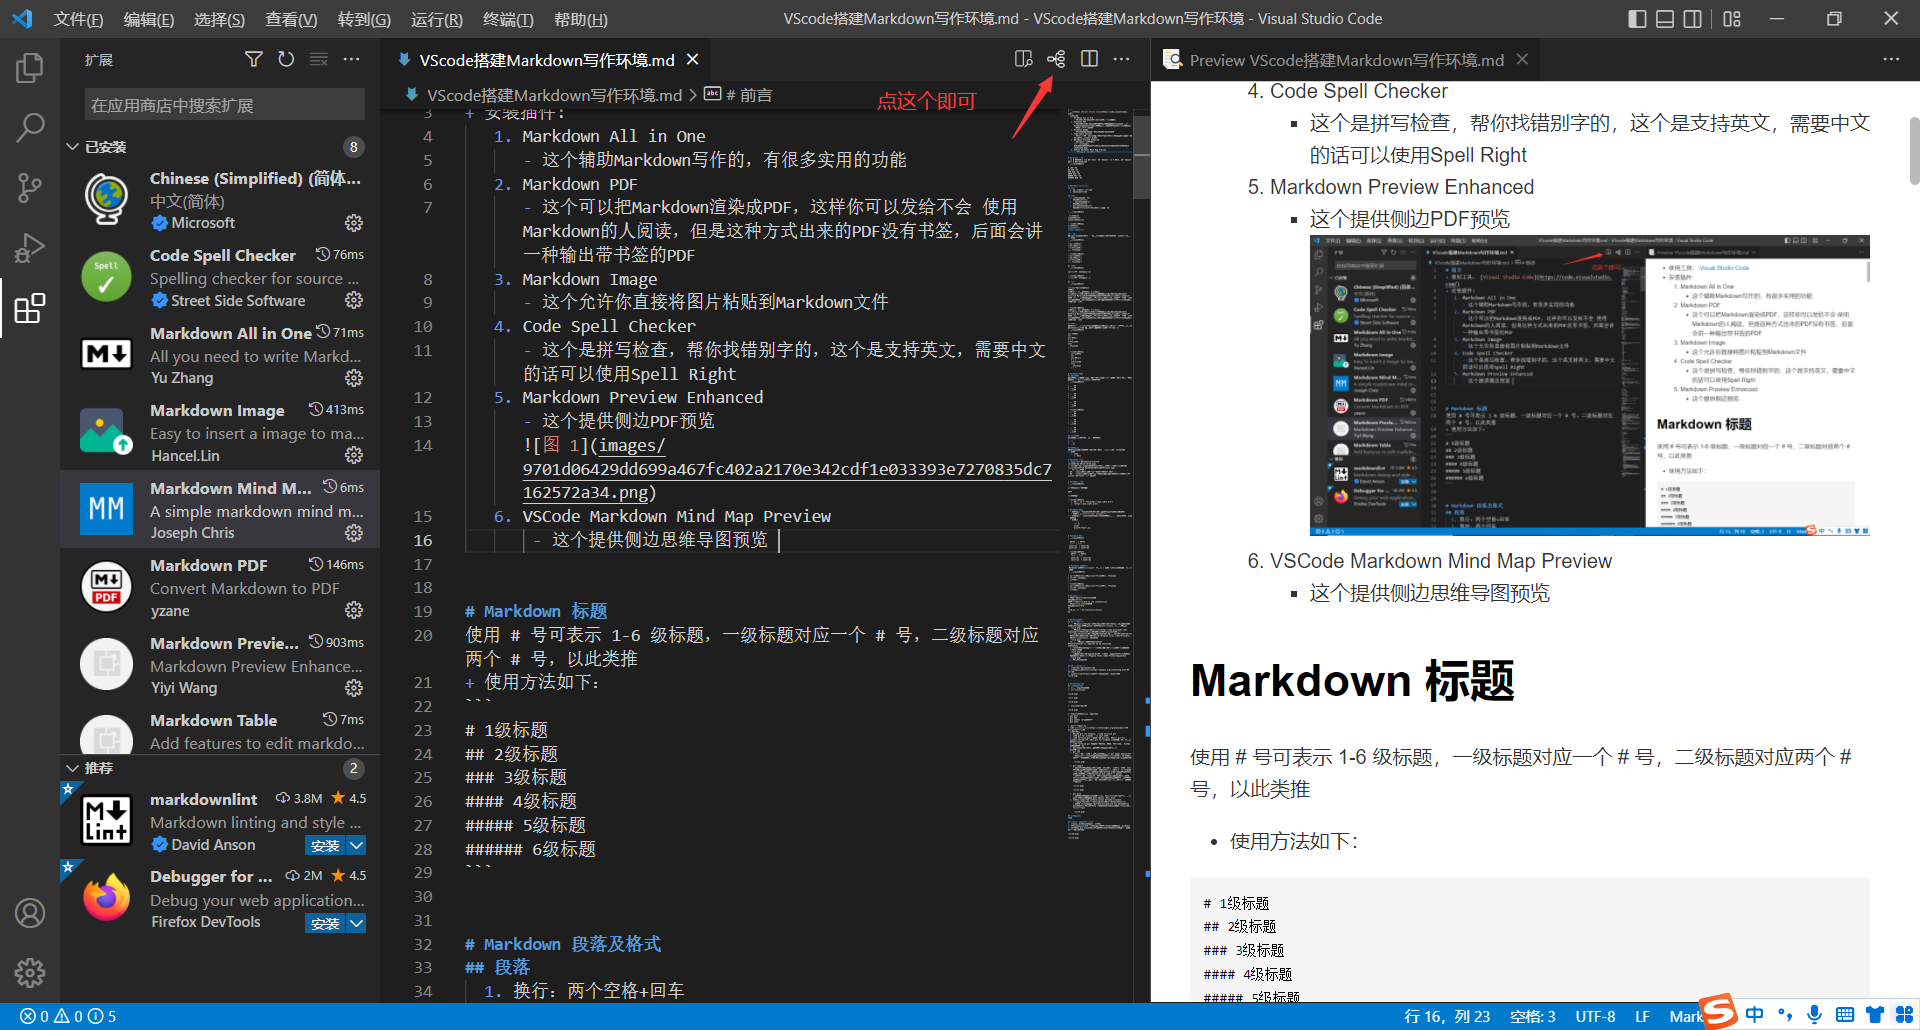 文件(F) 编辑(E) 选择(S) 查看(V) 转到(G) 运行(R) 终端(T) 帮助(H)
VScode搭建Markdown写作环境.md - VScode搭建Markdown写作环境 - Visual Studio Code
扩展
在应用商店中搜索扩展
已安装 8
Chinese (Simplified) (简体...
中文(简体)
Microsoft
Code Spell Checker 76ms
Spelling checker for source ...
Street Side Software
Markdown All in One 71ms
All you need to write Markd...
Yu Zhang
Markdown Image 413ms
Easy to insert a image to ma...
Hancel.Lin
Markdown Mind M... 6ms
A simple markdown mind m...
Joseph Chris
Markdown PDF 146ms
Convert Markdown to PDF
yzane
Markdown Previe... 903ms
Markdown Preview Enhance...
Yiyi Wang
Markdown Table 7ms
Add features to edit markdo...
推荐 2
markdownlint 3.8M 4.5
Markdown linting and style ...
David Anson 安装
Debugger for ... 2M 4.5
Debug your web application...
Firefox DevTools 安装
VScode搭建Markdown写作环境.md
VScode搭建Markdown写作环境.md > # 前言
点这个即可
3 + 安装插件:
4 1. Markdown All in One
5 - 这个辅助Markdown写作的，有很多实用的功能
6 2. Markdown PDF
7 - 这个可以把Markdown渲染成PDF，这样你可以发给不会 使用
Markdown的人阅读，但是这种方式出来的PDF没有书签，后面会讲
一种输出带书签的PDF
8 3. Markdown Image
9 - 这个允许你直接将图片粘贴到Markdown文件
10 4. Code Spell Checker
11 - 这个是拼写检查，帮你找错别字的，这个是支持英文，需要中文
的话可以使用Spell Right
12 5. Markdown Preview Enhanced
13 - 这个提供侧边PDF预览
14 ![图 1](images/
9701d06429dd699a467fc402a2170e342cdf1e033393e7270835dc7
162572a34.png)
15 6. VSCode Markdown Mind Map Preview
16 - 这个提供侧边思维导图预览
17
18
19 # Markdown 标题
20 使用 # 号可表示 1-6 级标题，一级标题对应一个 # 号，二级标题对应
两个 # 号，以此类推
21 + 使用方法如下：
22 ```
23 # 1级标题
24 ## 2级标题
25 ### 3级标题
26 #### 4级标题
27 ##### 5级标题
28 ###### 6级标题
29 ```
30
31
32 # Markdown 段落及格式
33 ## 段落
34 1. 换行：两个空格+回车
Preview VScode搭建Markdown写作环境.md
4. Code Spell Checker
▪ 这个是拼写检查，帮你找错别字的，这个是支持英文，需要中文
的话可以使用Spell Right
5. Markdown Preview Enhanced
▪ 这个提供侧边PDF预览
6. VSCode Markdown Mind Map Preview
▪ 这个提供侧边思维导图预览
Markdown 标题
使用 # 号可表示 1-6 级标题，一级标题对应一个 # 号，二级标题对应两个 #
号，以此类推
• 使用方法如下：
# 1级标题
## 2级标题
### 3级标题
#### 4级标题
##### 5级标题
0 0 5
行 16，列 23 空格: 3 UTF-8 LF Mark
中